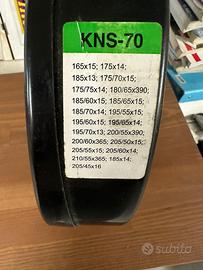 KNS-70
165x15; 175x14;
185x13; 175/70x15;
175/75x14; 180/65x390;
185/60x15; 185/65x15;
185/70x14; 195/55x15;
195/60x15; 195/65x14;
195/70x13; 200/55x390;
200/60x365; 205/50x15;
205/55x15; 205/60x14;
210/55x365; 185x14;
205/45x16
subito